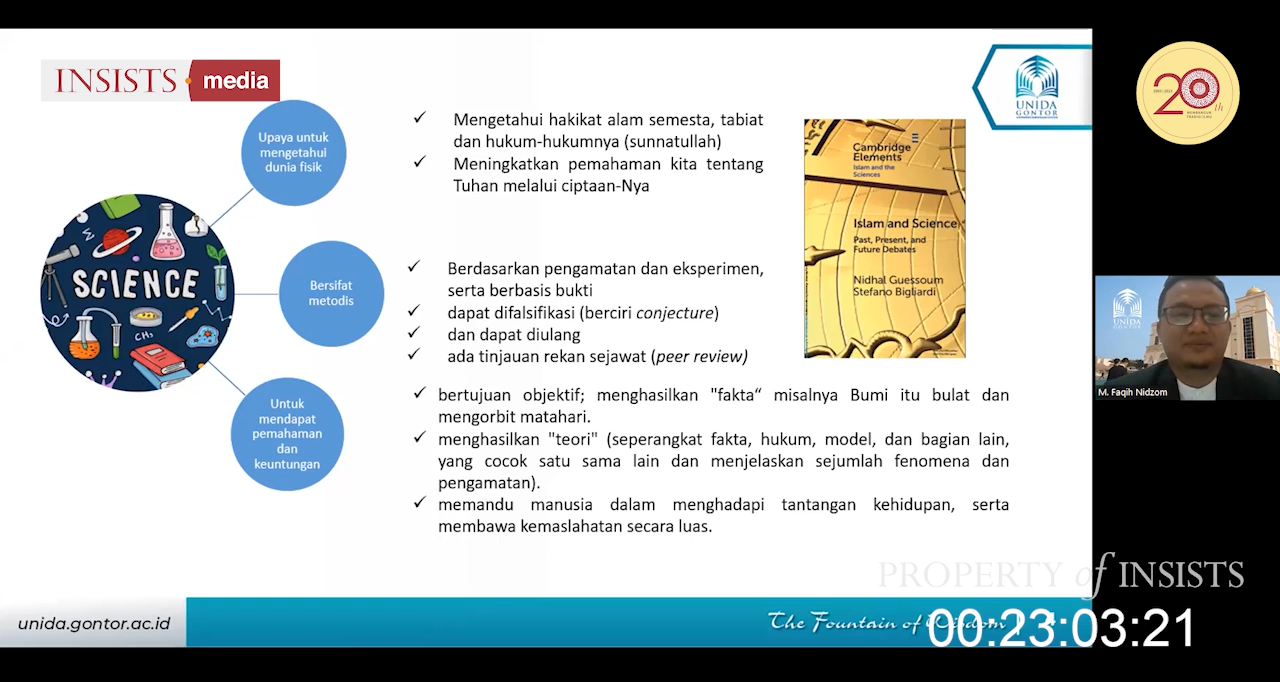 INSISTS media
UNIDA
GONTOR
20th
Upaya untuk
mengetahui
dunia fisik
Mengetahui hakikat alam semesta, tabiat
dan hukum-hukumnya (sunnatullah)
Meningkatkan pemahaman kita tentang
Tuhan melalui ciptaan-Nya
Cambridge
Elements
Islam and the
Sciences
Islam and Science
Past, Present, and
Future Debates
Nidhal Guessoum
Stefano Bigliardi
SCIENCE
CH₃
Bersifat
metodis
Berdasarkan pengamatan dan eksperimen,
serta berbasis bukti
dapat difalsifikasi (berciri conjecture)
dan dapat diulang
ada tinjauan rekan sejawat (peer review)
UNIDA
GONTOR
M. Faqih Nidzom
Untuk
mendapat
pemahaman
dan
keuntungan
bertujuan objektif; menghasilkan "fakta“ misalnya Bumi itu bulat dan
mengorbit matahari.
menghasilkan "teori" (seperangkat fakta, hukum, model, dan bagian lain,
yang cocok satu sama lain dan menjelaskan sejumlah fenomena dan
pengamatan).
memandu manusia dalam menghadapi tantangan kehidupan, serta
membawa kemaslahatan secara luas.
PROPERTY of INSISTS
unida.gontor.ac.id
The Fountain of Wisdom
00:23:03:21